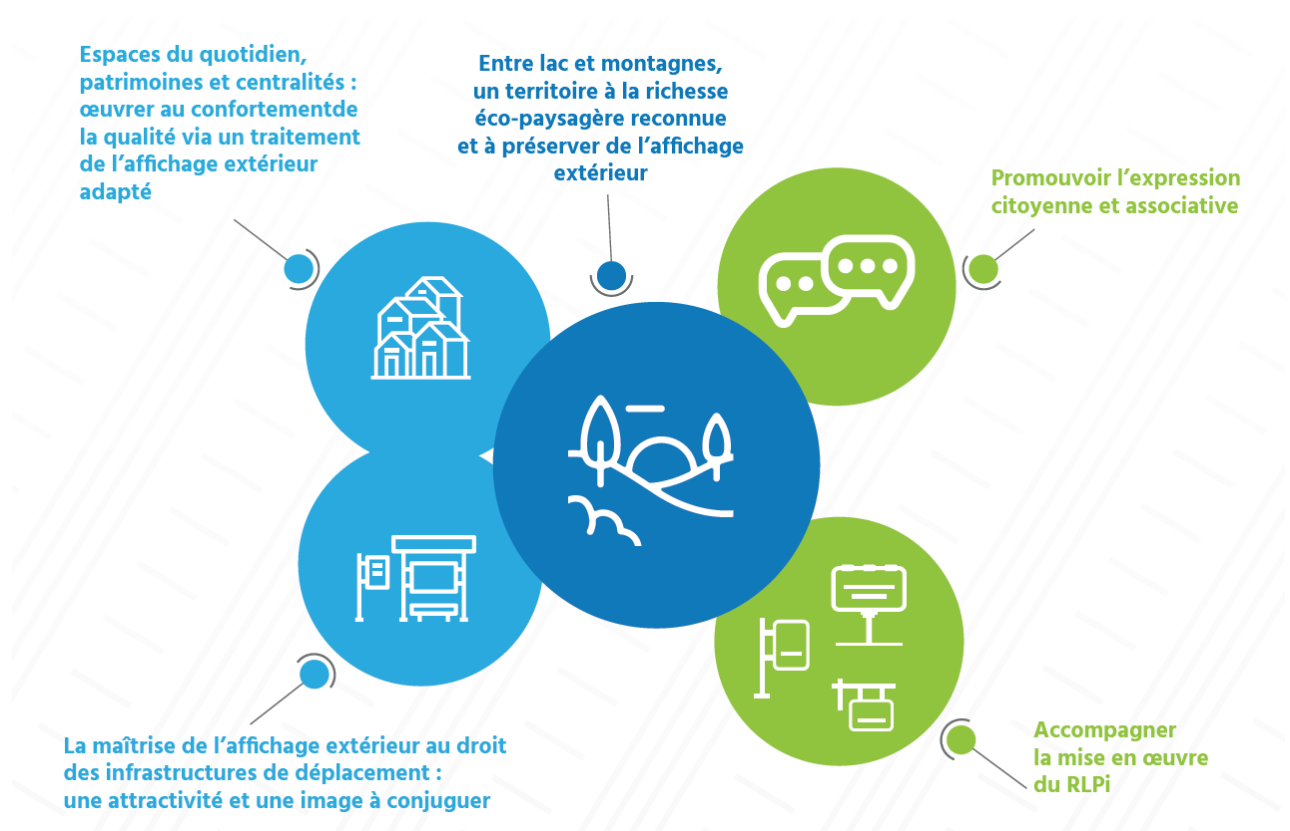 Espaces du quotidien,
patrimoines et centralités :
œuvrer au confortementde
la qualité via un traitement
de l’affichage extérieur
adapté
Entre lac et montagnes,
un territoire à la richesse
éco-paysagère reconnue
et à préserver de l’affichage
extérieur
Promouvoir l’expression
citoyenne et associative
La maîtrise de l’affichage extérieur au droit
des infrastructures de déplacement :
une attractivité et une image à conjuguer
Accompagner
la mise en œuvre
du RLPi